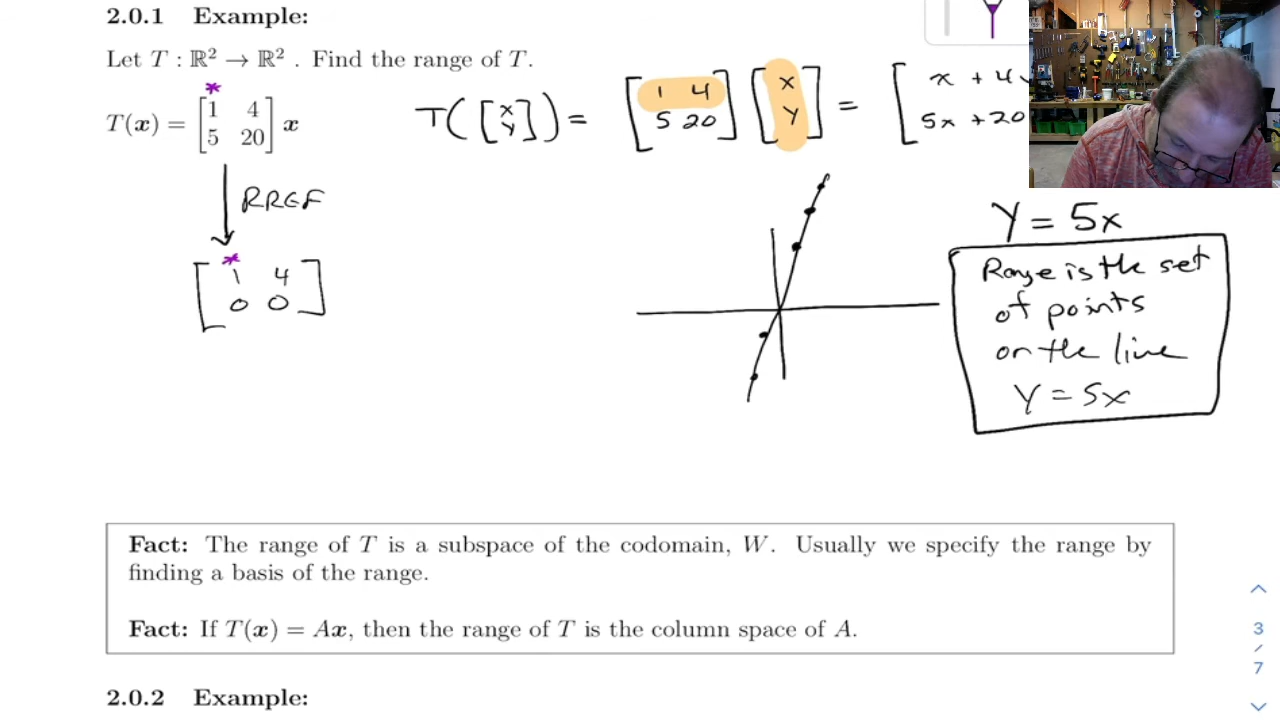 2.0.1 Example:
Let T : ℝ² → ℝ² . Find the range of T.
T(x) = [1 4; 5 20] x
T([x; y]) = [1 4; 5 20] [x; y] = [x + 4; 5x + 20
RREF
[1 4; 0 0]
y = 5x
Range is the set
of points
on the line
y = 5x
Fact: The range of T is a subspace of the codomain, W. Usually we specify the range by
finding a basis of the range.
Fact: If T(x) = Ax, then the range of T is the column space of A.
2.0.2 Example:
3
/
7